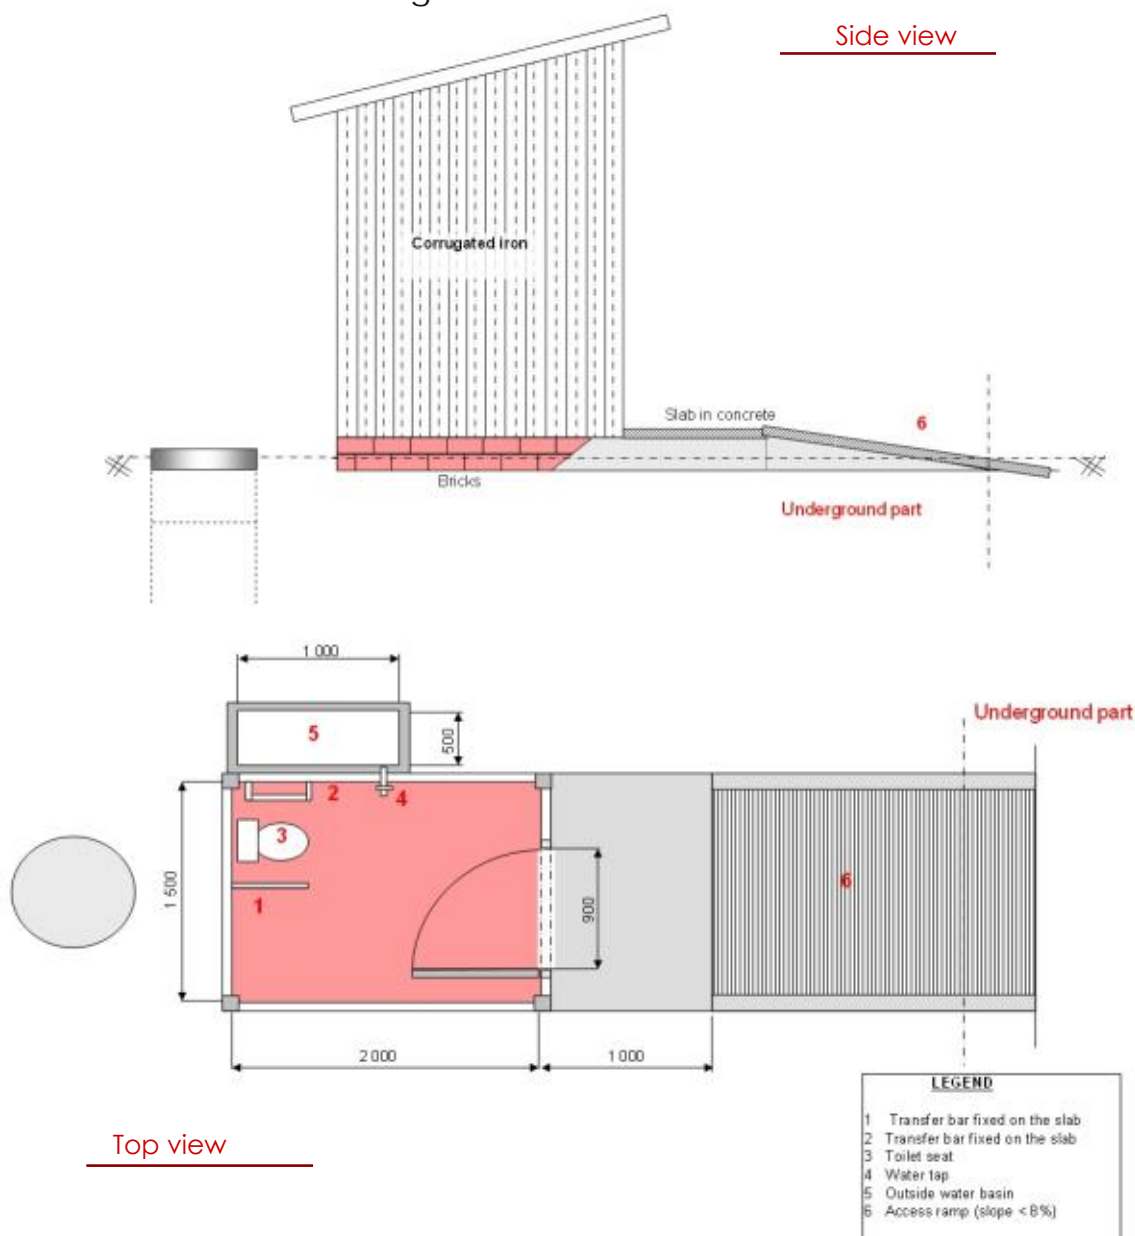 Side view
Corrugated iron
Slab in concrete
6
Bricks
Underground part
1 000
Underground part
5
500
2
4
3
1 500
6
1
900
2 000
1 000
LEGEND
1 Transfer bar fixed on the slab
2 Transfer bar fixed on the slab
3 Toilet seat
4 Water tap
5 Outside water basin
6 Access ramp (slope < 8%)
Top view